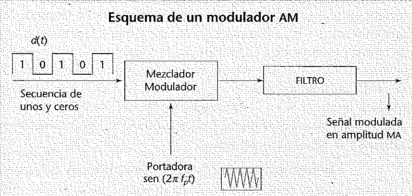 Esquema de un modulador AM
d(t)
1 0 1 0 1
Secuencia de
unos y ceros
Mezclador
Modulador
FILTRO
Señal modulada
en amplitud MA
Portadora
sen (2π fₚt)